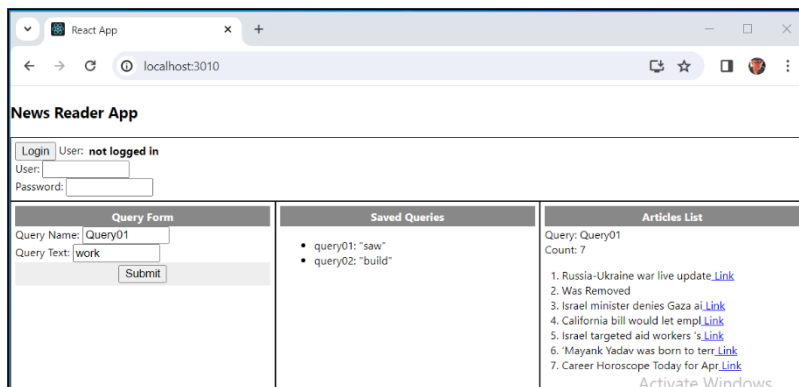 React App
localhost:3010
News Reader App
Login User: not logged in
User:
Password:
Query Form
Query Name: Query01
Query Text: work
Submit
Saved Queries
query01: "saw"
query02: "build"
Articles List
Query: Query01
Count: 7
1. Russia-Ukraine war live update Link
2. Was Removed
3. Israel minister denies Gaza ai Link
4. California bill would let empl Link
5. Israel targeted aid workers 's Link
6. 'Mayank Yadav was born to terr Link
7. Career Horoscope Today for Apr Link
Activate Windows